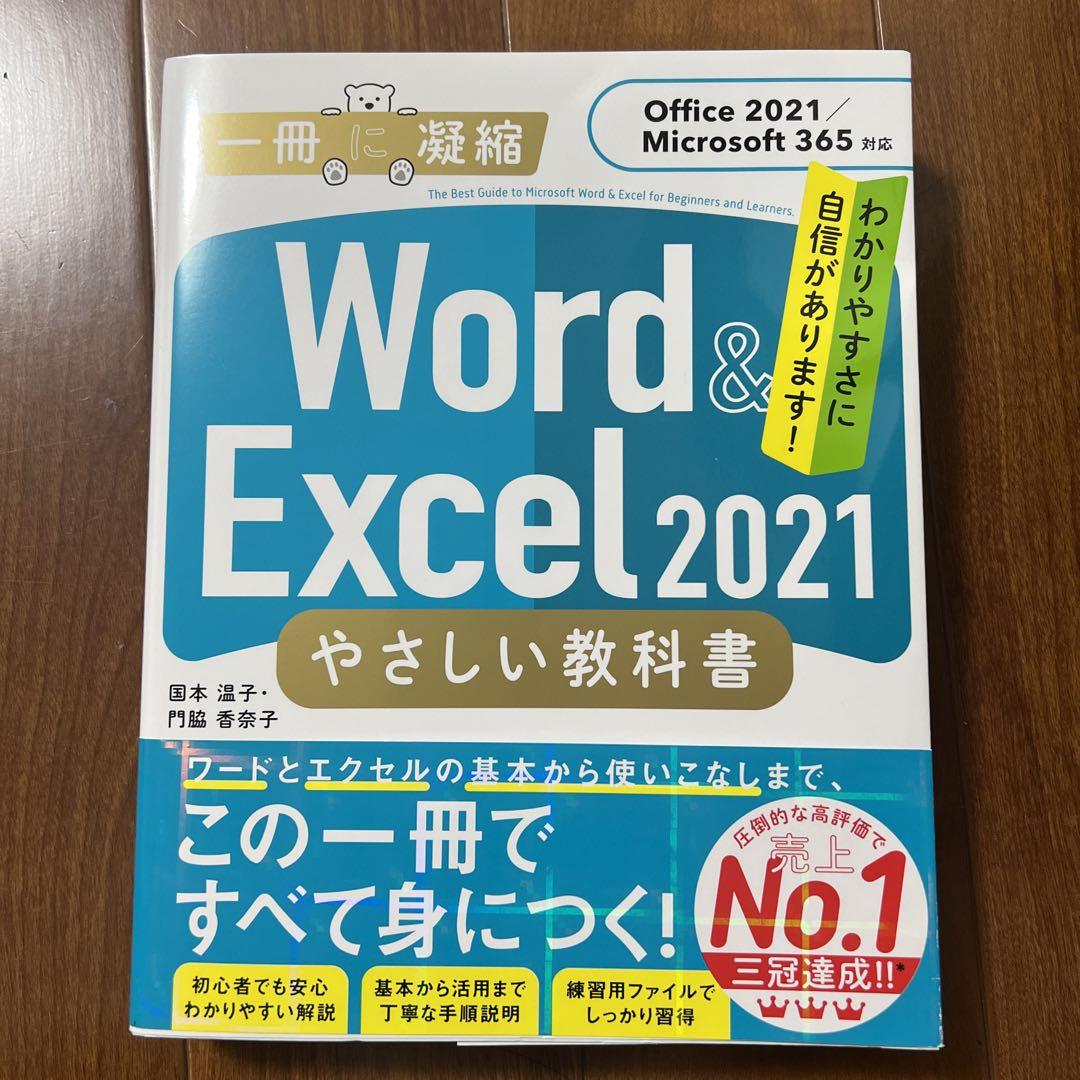 一冊に凝縮
Office 2021／
Microsoft 365 対応
The Best Guide to Microsoft Word & Excel for Beginners and Learners.
わかりやすさに
自信があります！
Word &
Excel 2021
やさしい教科書
国本 温子・
門脇 香奈子
ワードとエクセルの基本から使いこなしまで、
この一冊で
すべて身につく！
圧倒的な高評価で
売上
No.1
三冠達成!!*
初心者でも安心
わかりやすい解説
基本から活用まで
丁寧な手順説明
練習用ファイルで
しっかり習得